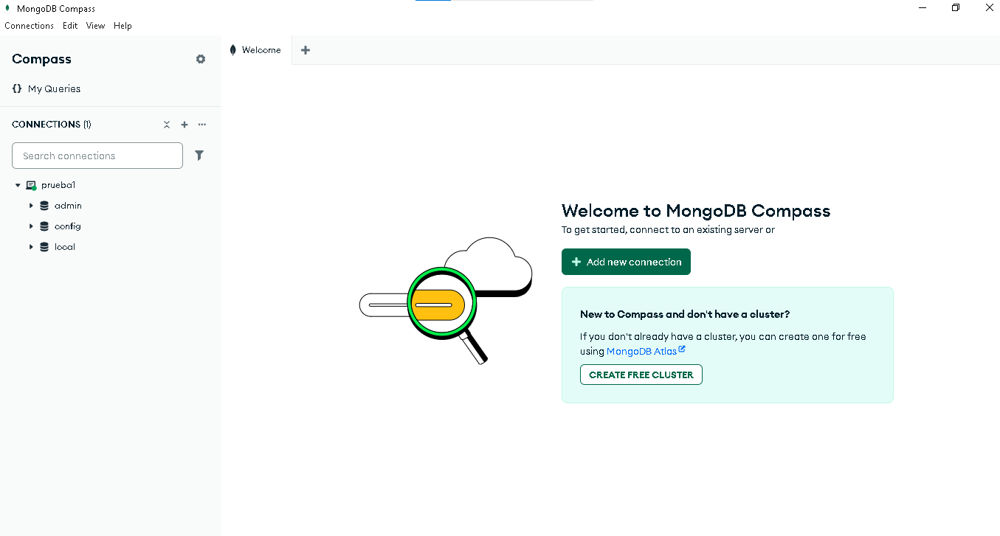 MongoDB Compass
Connections Edit View Help
Compass
Welcome
{} My Queries
CONNECTIONS (1)
Search connections
prueba1
admin
config
local
Welcome to MongoDB Compass
To get started, connect to an existing server or
Add new connection
New to Compass and don't have a cluster?
If you don't already have a cluster, you can create one for free
using MongoDB Atlas
CREATE FREE CLUSTER